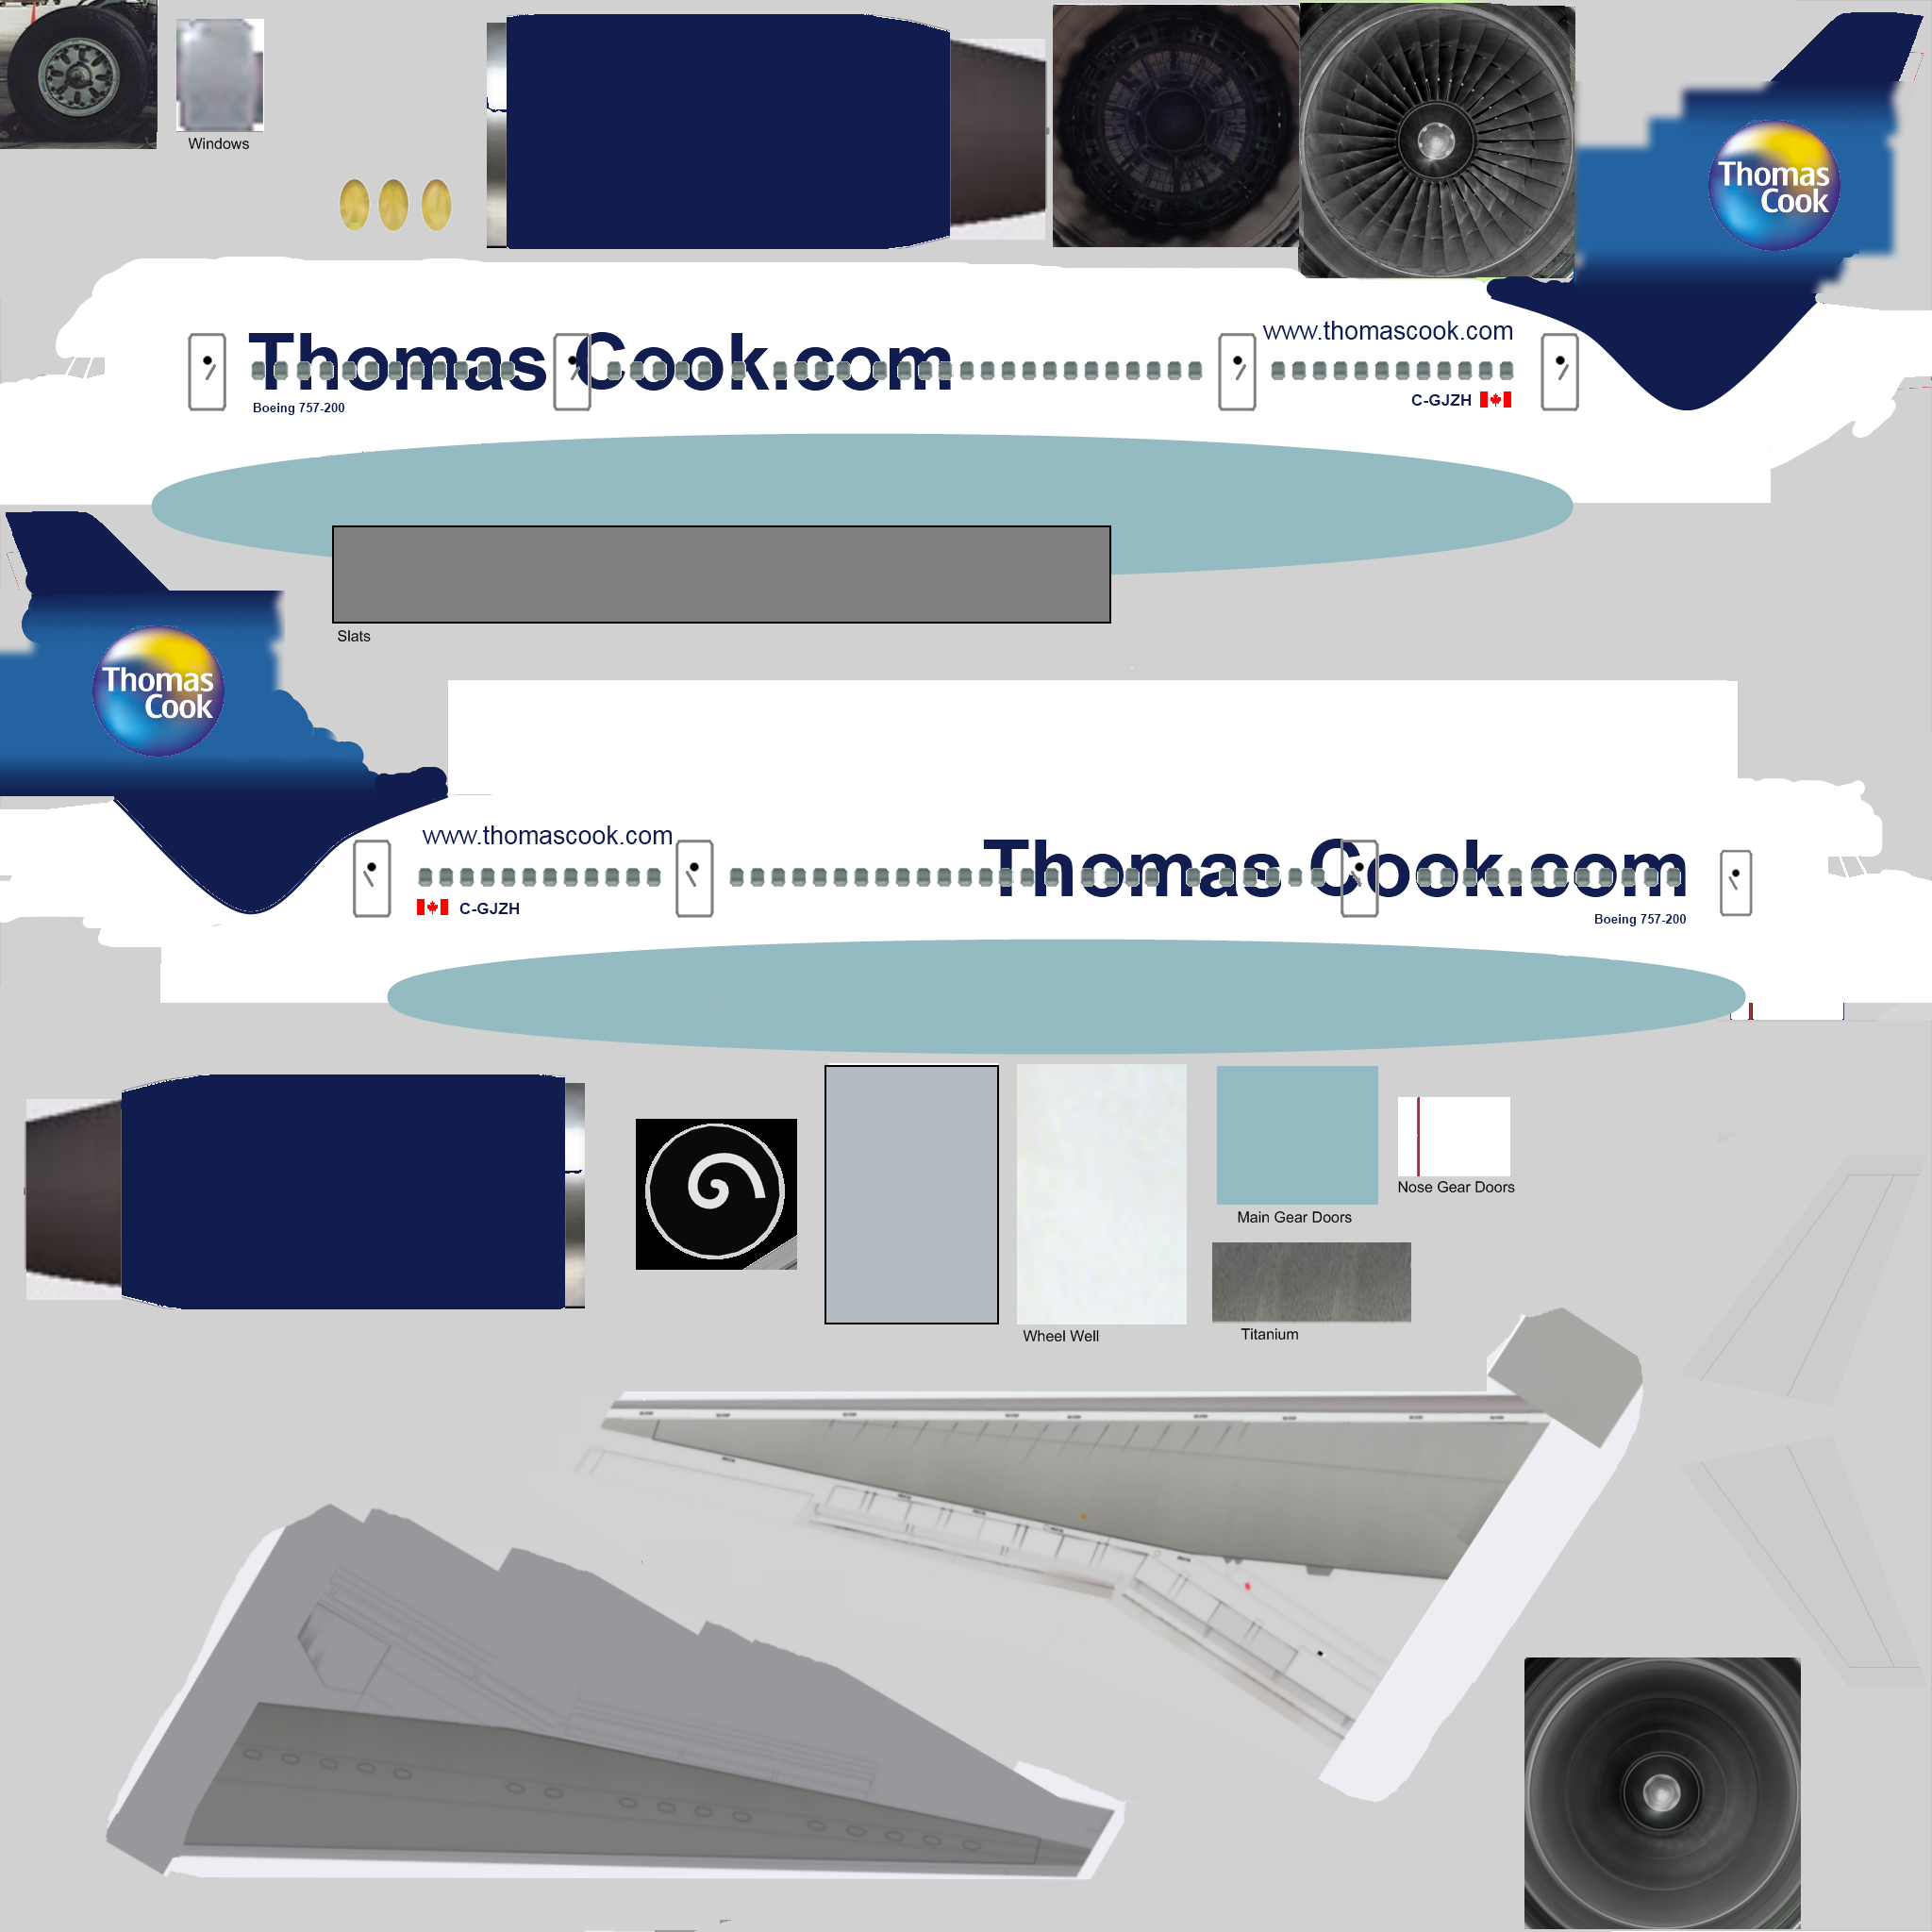 Windows
Thomas
Cook
www.thomascook.com
Thomas Cook.com
C-GJZH
Boeing 757-200
Slats
Thomas
Cook
www.thomascook.com
Thomas Cook.com
C-GJZH
Boeing 757-200
Nose Gear Doors
Main Gear Doors
Wheel Well
Titanium